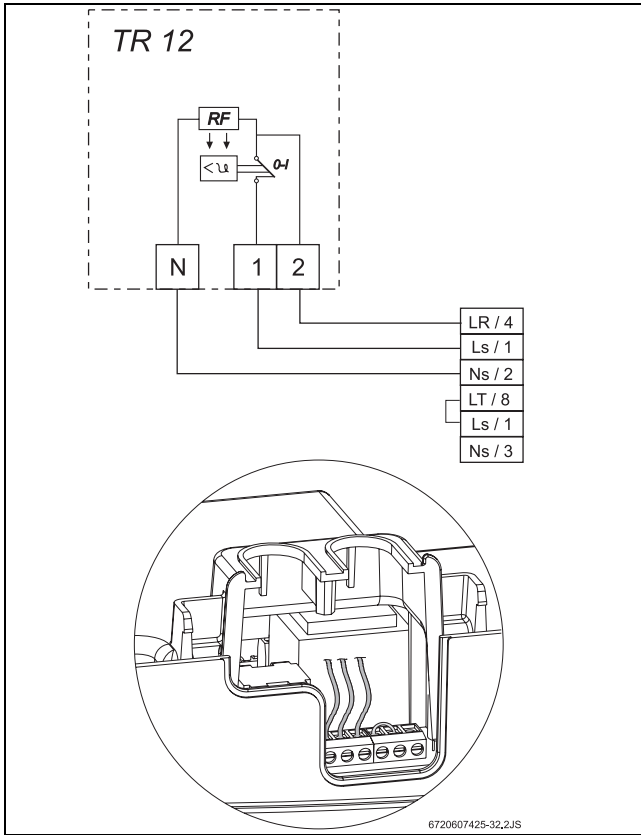 TR 12
RF
<ϑ
0-I
N
1
2
LR / 4
Ls / 1
Ns / 2
LT / 8
Ls / 1
Ns / 3
6720607425-32.2JS